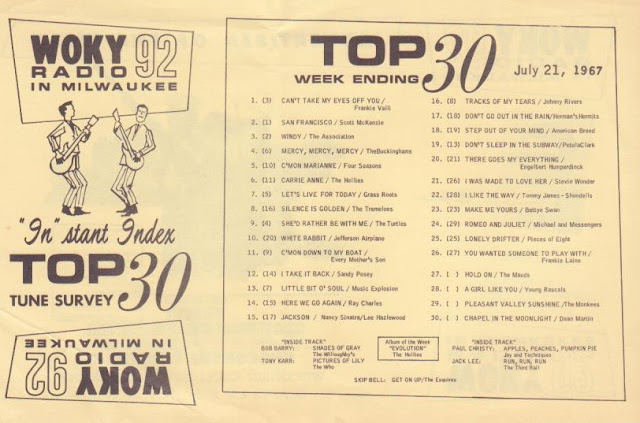 WOKY 92
RADIO
IN MILWAUKEE
"In"stant Index
TOP 30
TUNE SURVEY
WOKY 92
RADIO
IN MILWAUKEE
TOP 30
WEEK ENDING
July 21, 1967
1. (3) CAN'T TAKE MY EYES OFF YOU /
Frankie Valli
2. (1) SAN FRANCISCO / Scott McKenzie
3. (2) WINDY / The Association
4. (6) MERCY, MERCY, MERCY / TheBuckinghams
5. (10) C'MON MARIANNE / Four Seasons
6. (11) CARRIE ANNE / The Hollies
7. (5) LET'S LIVE FOR TODAY / Grass Roots
8. (16) SILENCE IS GOLDEN / The Tremeloes
9. (4) SHE'D RATHER BE WITH ME / The Turtles
10. (20) WHITE RABBIT / Jefferson Airplane
11. (9) C'MON DOWN TO MY BOAT /
Every Mother's Son
12. (14) I TAKE IT BACK / Sandy Posey
13. (7) LITTLE BIT O' SOUL / Music Explosion
14. (15) HERE WE GO AGAIN / Ray Charles
15. (17) JACKSON / Nancy Sinatra/Lee Hazlewood
16. (8) TRACKS OF MY TEARS / Johnny Rivers
17. (18) DON'T GO OUT IN THE RAIN/Herman's Hermits
18. (19) STEP OUT OF YOUR MIND / American Breed
19. (13) DON'T SLEEP IN THE SUBWAY/PetulaClark
20. (21) THERE GOES MY EVERYTHING /
Engelbert Humperdinck
21. (26) I WAS MADE TO LOVE HER / Stevie Wonder
22. (28) I LIKE THE WAY / Tommy James - Shondells
23. (23) MAKE ME YOURS / Bettye Swan
24. (29) ROMEO AND JULIET / Michael and Messengers
25. (25) LONELY DRIFTER / Pieces of Eight
26. (27) YOU WANTED SOMEONE TO PLAY WITH /
Frankie Laine
27. ( ) HOLD ON / The Mauds
28. ( ) A GIRL LIKE YOU / Young Rascals
29. ( ) PLEASANT VALLEY SUNSHINE /TheMonkees
30. ( ) CHAPEL IN THE MOONLIGHT / Dean Martin
"INSIDE TRACK"
BOB BARRY: SHADES OF GRAY
The WilloughBy's
TONY KARR: PICTURES OF LILY
The Who
Album of the Week
"EVOLUTION"
The Hollies
"INSIDE TRACK"
PAUL CHRISTY: APPLES, PEACHES, PUMPKIN PIE
Jay and Techniques
JACK LEE: RUN, RUN, RUN
The Third Rail
SKIP BELL: GET ON UP/The Esquires